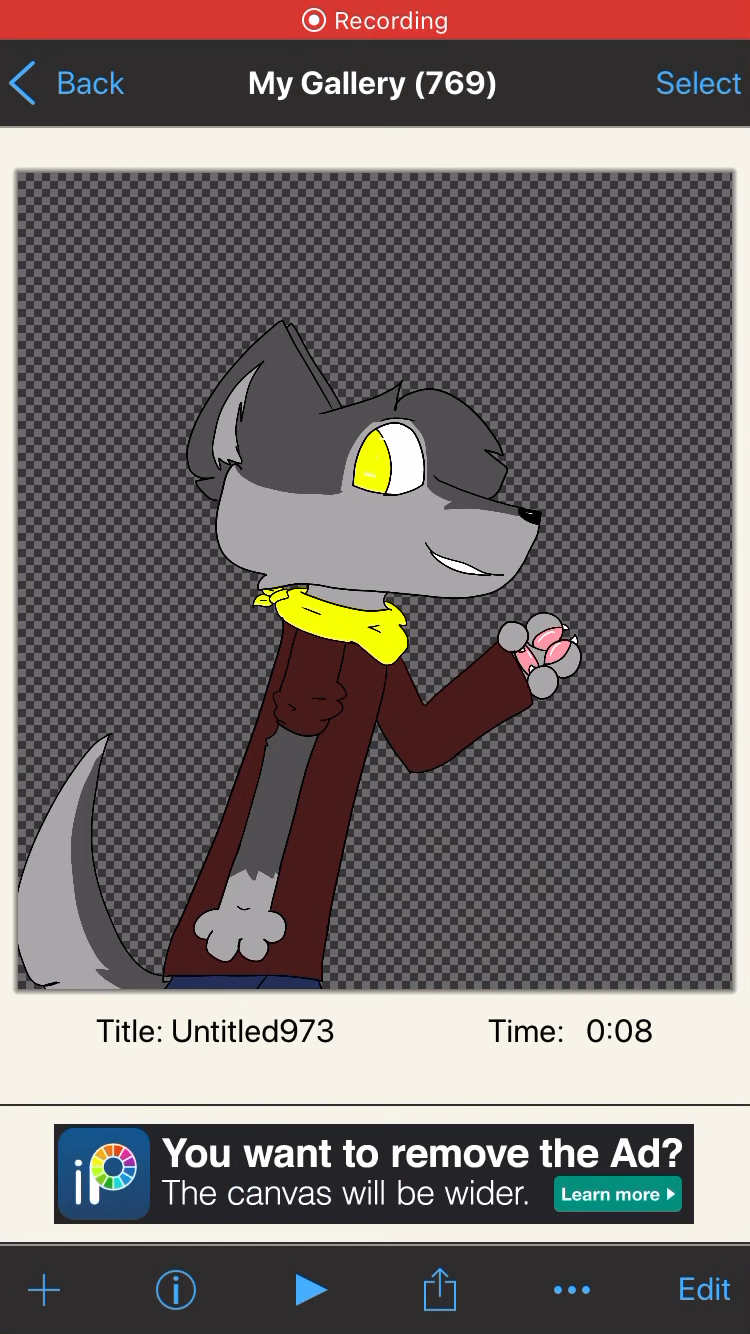 Recording
Back
My Gallery (769)
Select
Title: Untitled973
Time: 0:08
iP
You want to remove the Ad?
The canvas will be wider.
Learn more
Edit